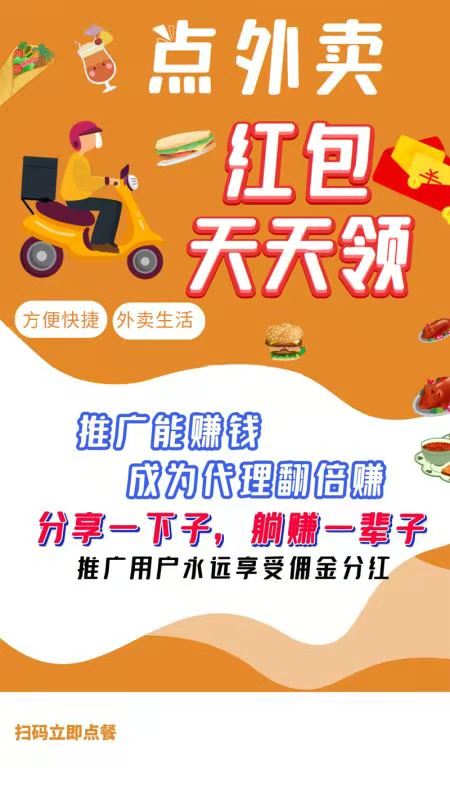 点外卖
红包
天天领
方便快捷 外卖生活
推广能赚钱
成为代理翻倍赚
分享一下子，躺赚一辈子
推广用户永远享受佣金分红
扫码立即点餐